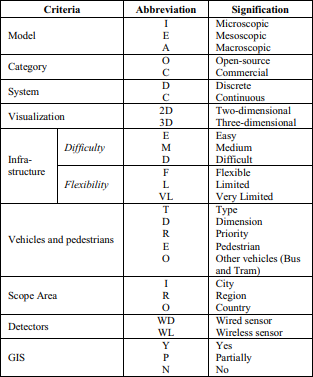 Criteria Abbreviation Signification
Model
I Microscopic
E Mesoscopic
A Macroscopic
Category
O Open-source
C Commercial
System
D Discrete
C Continuous
Visualization
2D Two-dimensional
3D Three-dimensional
Infra-
structure
Difficulty
E Easy
M Medium
D Difficult
Flexibility
F Flexible
L Limited
VL Very Limited
Vehicles and pedestrians
T Type
D Dimension
R Priority
E Pedestrian
O Other vehicles (Bus
and Tram)
Scope Area
I City
R Region
O Country
Detectors
WD Wired sensor
WL Wireless sensor
GIS
Y Yes
P Partially
N No